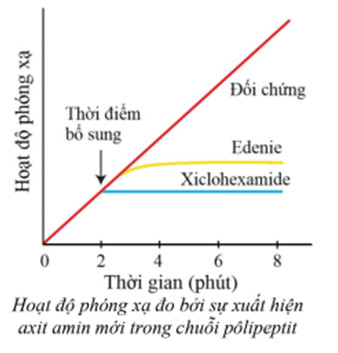 Hoạt độ phóng xạ
Đối chứng
Thời điểm
bổ sung
Edenie
Xiclohexamide
0 2 4 6 8
Thời gian (phút)
Hoạt độ phóng xạ đo bởi sự xuất hiện
axit amin mới trong chuỗi pôlipeptit